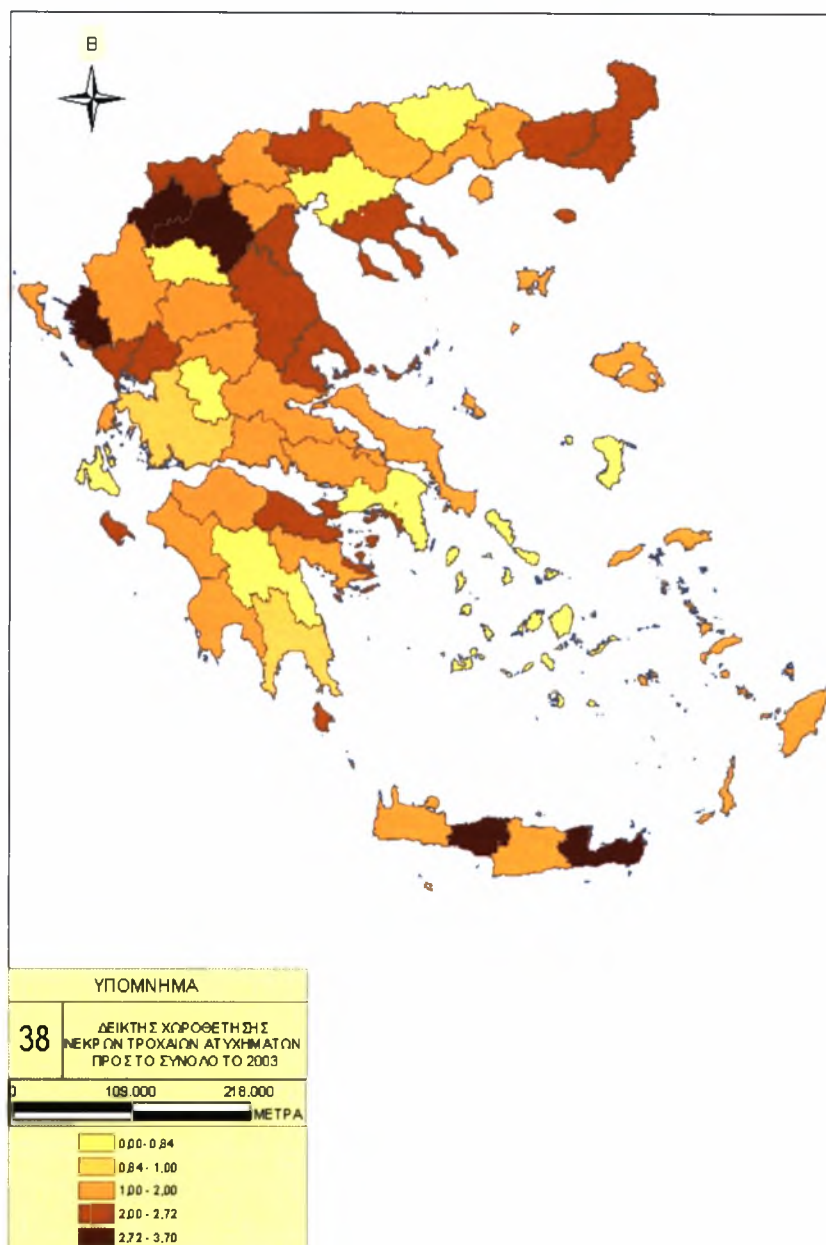 Β
ΥΠΟΜΝΗΜΑ
38
ΔΕΙΚΤΗΣ ΧΩΡΟΘΕΤΗΣΗΣ
ΝΕΚΡΩΝ ΤΡΟΧΑΙΩΝ ΑΤΥΧΗΜΑΤΩΝ
ΠΡΟΣ ΤΟ ΣΥΝΟΛΟ ΤΟ 2003
0 109.000 218.000
ΜΕΤΡΑ
0,00 - 0,84
0,84 - 1,00
1,00 - 2,00
2,00 - 2,72
2,72 - 3,70